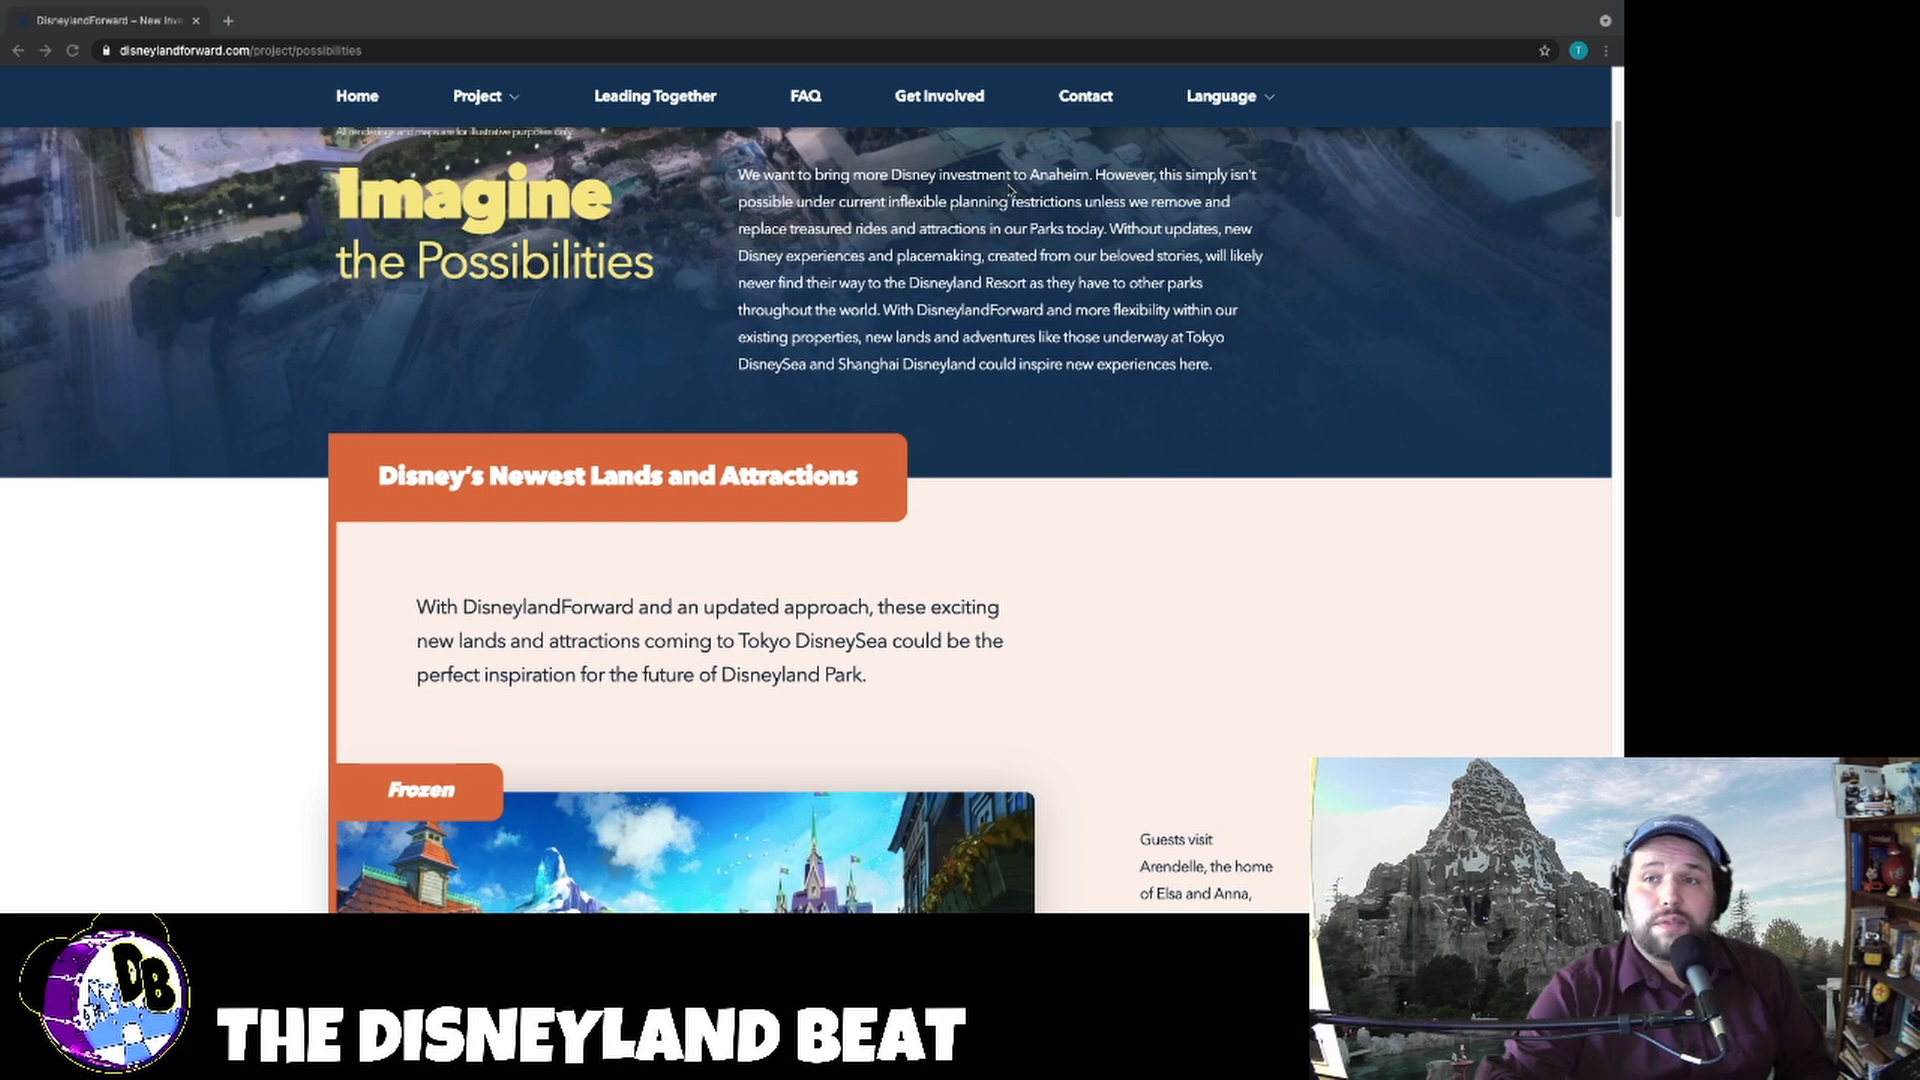 DisneylandForward – New Inve
disneylandforward.com/project/possibilities
T
Home
Project
Leading Together
FAQ
Get Involved
Contact
Language
All renderings and maps are for illustrative purposes only.
Imagine
the Possibilities
We want to bring more Disney investment to Anaheim. However, this simply isn't
possible under current inflexible planning restrictions unless we remove and
replace treasured rides and attractions in our Parks today. Without updates, new
Disney experiences and placemaking, created from our beloved stories, will likely
never find their way to the Disneyland Resort as they have to other parks
throughout the world. With DisneylandForward and more flexibility within our
existing properties, new lands and adventures like those underway at Tokyo
DisneySea and Shanghai Disneyland could inspire new experiences here.
Disney's Newest Lands and Attractions
With DisneylandForward and an updated approach, these exciting
new lands and attractions coming to Tokyo DisneySea could be the
perfect inspiration for the future of Disneyland Park.
Frozen
Guests visit
Arendelle, the home
of Elsa and Anna,
DB
THE DISNEYLAND BEAT